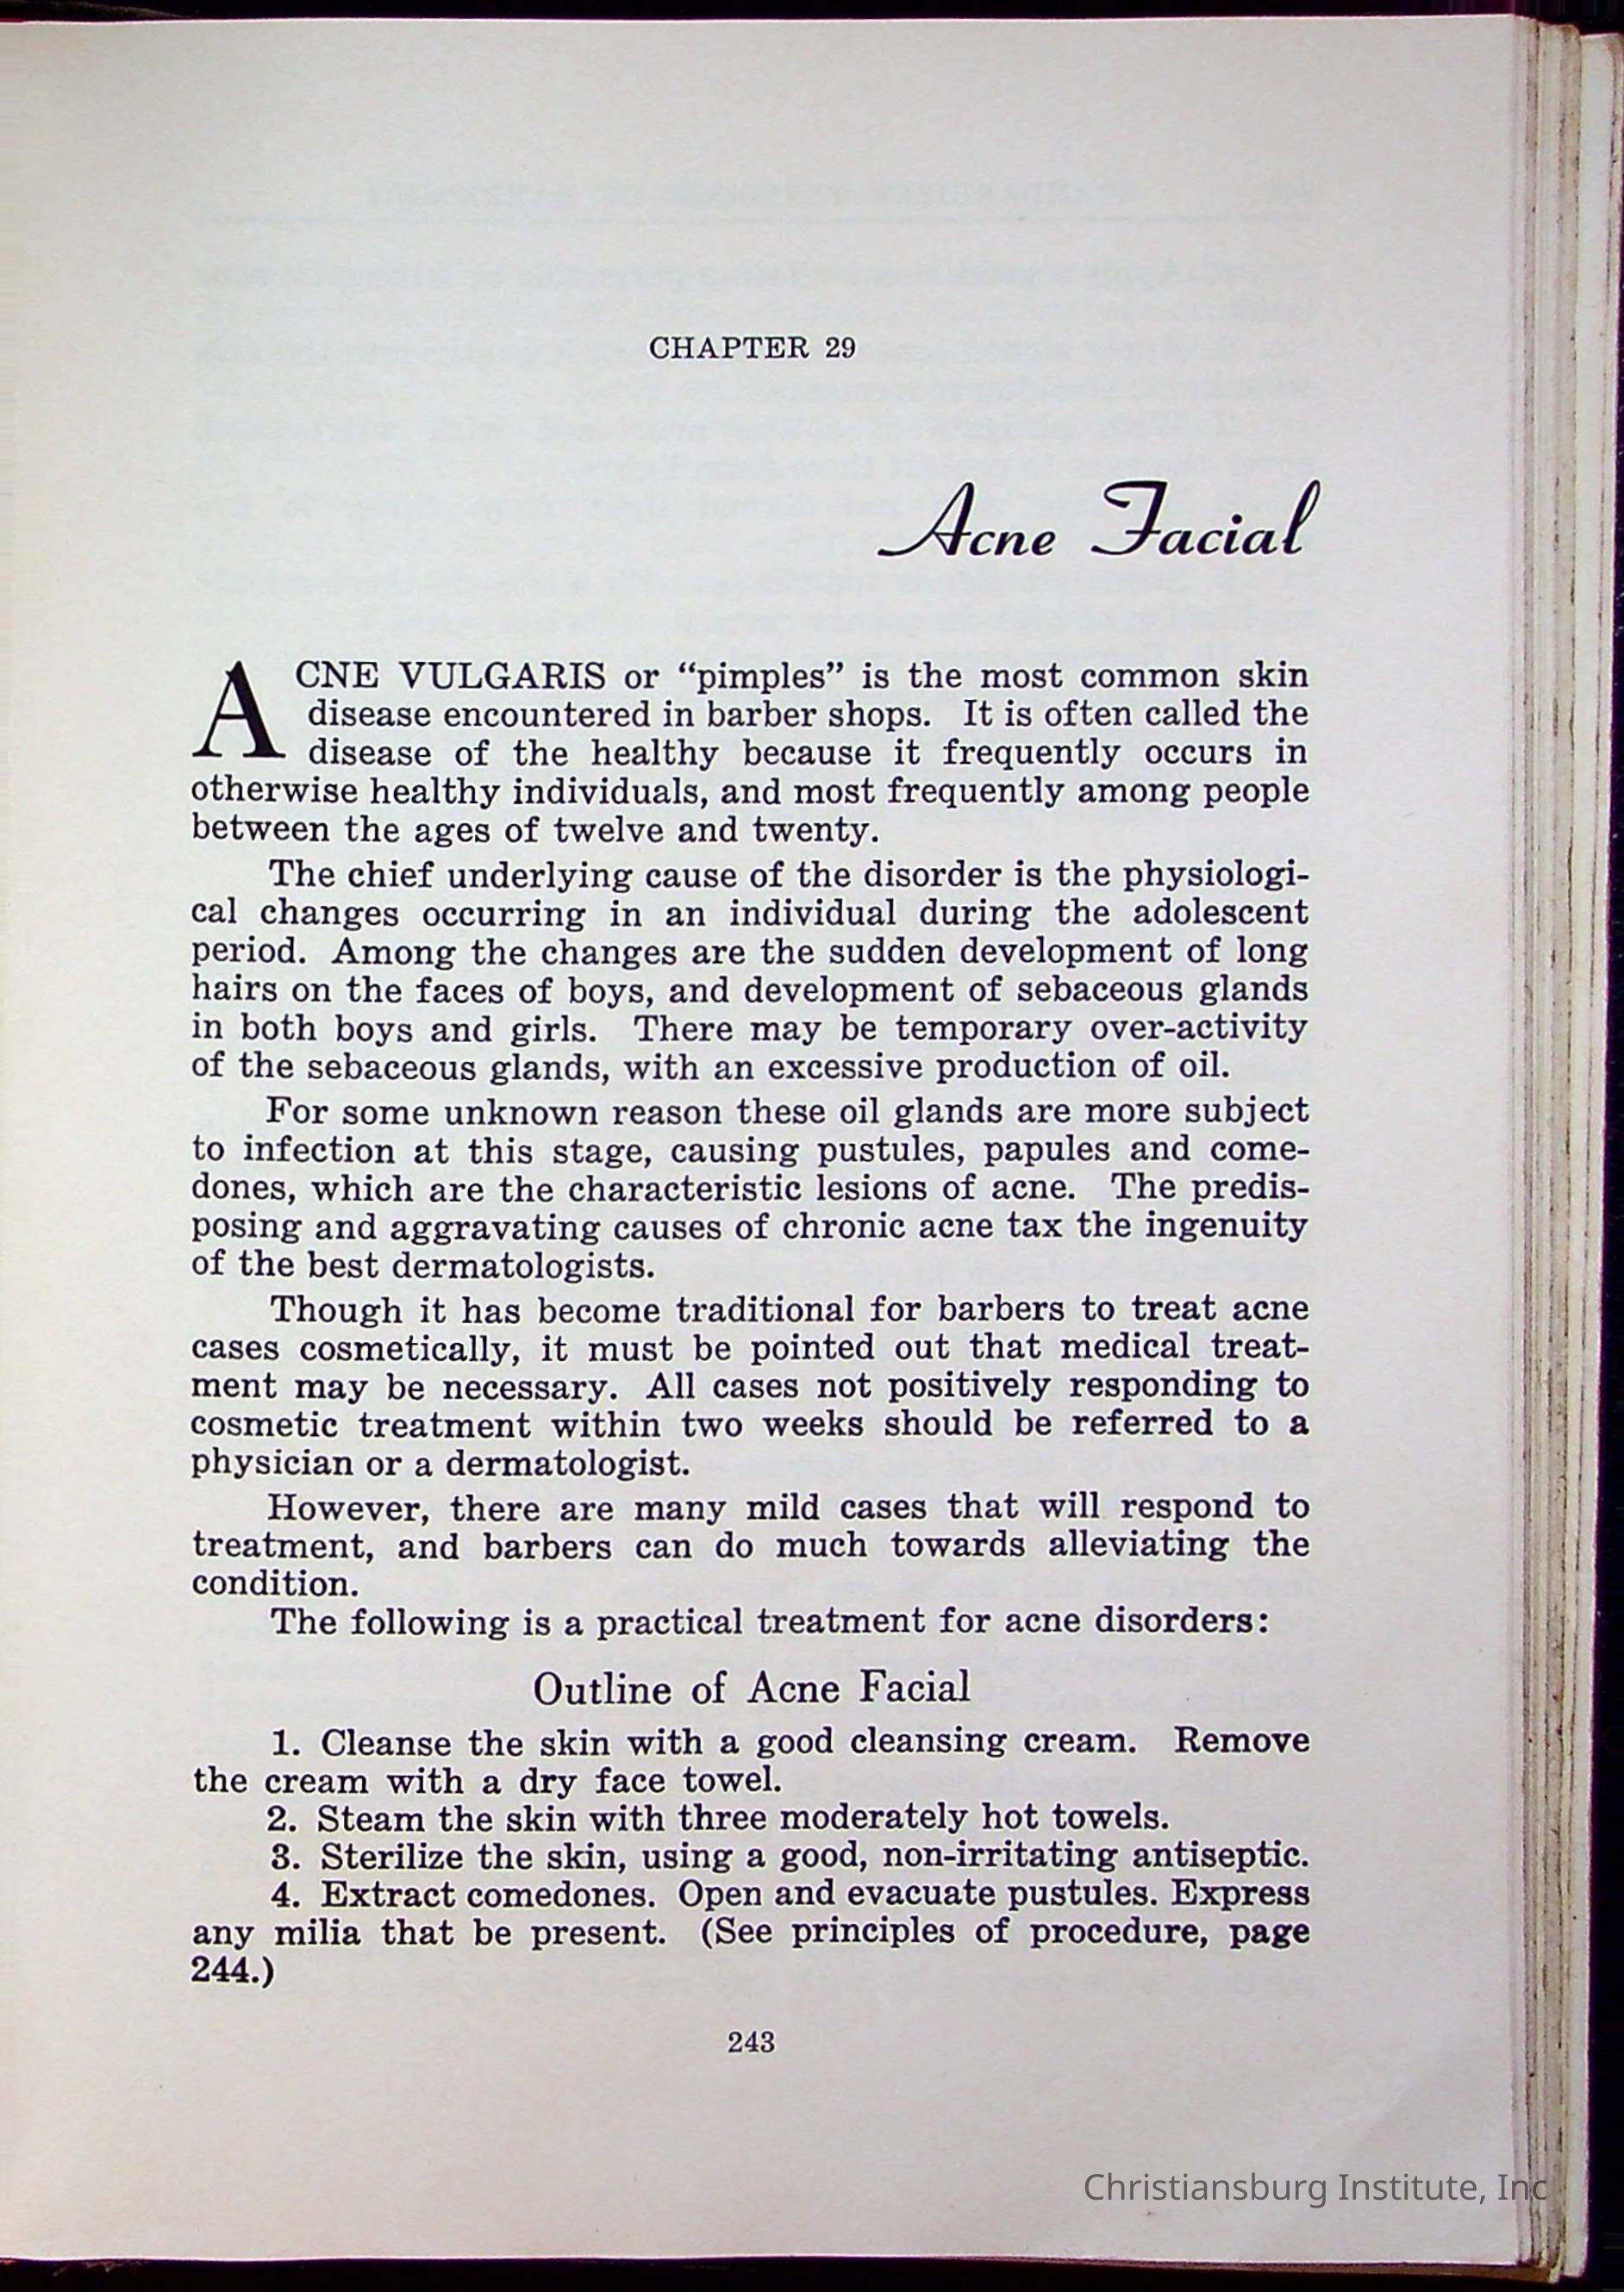 CHAPTER 29
Acne Facial
ACNE VULGARIS or “pimples” is the most common skin
disease encountered in barber shops. It is often called the
disease of the healthy because it frequently occurs in
otherwise healthy individuals, and most frequently among people
between the ages of twelve and twenty.
The chief underlying cause of the disorder is the physiologi-
cal changes occurring in an individual during the adolescent
period. Among the changes are the sudden development of long
hairs on the faces of boys, and development of sebaceous glands
in both boys and girls. There may be temporary over-activity
of the sebaceous glands, with an excessive production of oil.
For some unknown reason these oil glands are more subject
to infection at this stage, causing pustules, papules and come-
dones, which are the characteristic lesions of acne. The predis-
posing and aggravating causes of chronic acne tax the ingenuity
of the best dermatologists.
Though it has become traditional for barbers to treat acne
cases cosmetically, it must be pointed out that medical treat-
ment may be necessary. All cases not positively responding to
cosmetic treatment within two weeks should be referred to a
physician or a dermatologist.
However, there are many mild cases that will respond to
treatment, and barbers can do much towards alleviating the
condition.
The following is a practical treatment for acne disorders:
Outline of Acne Facial
1. Cleanse the skin with a good cleansing cream. Remove
the cream with a dry face towel.
2. Steam the skin with three moderately hot towels.
3. Sterilize the skin, using a good, non-irritating antiseptic.
4. Extract comedones. Open and evacuate pustules. Express
any milia that be present. (See principles of procedure, page
244.)
243
Christiansburg Institute, Inc